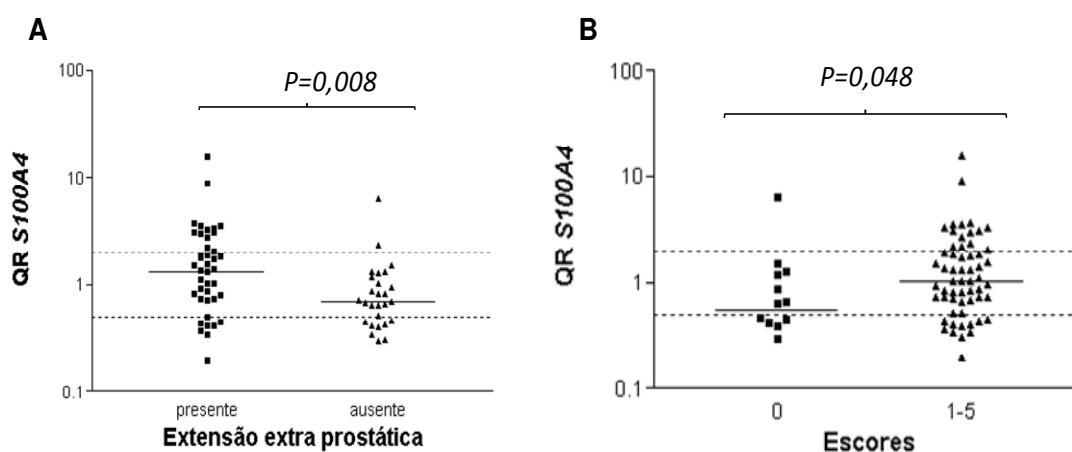 A
P=0,008
100
10
1
0.1
QR S100A4
presente ausente
Extensão extra prostática
B
P=0,048
100
10
1
0.1
QR S100A4
0 1-5
Escores